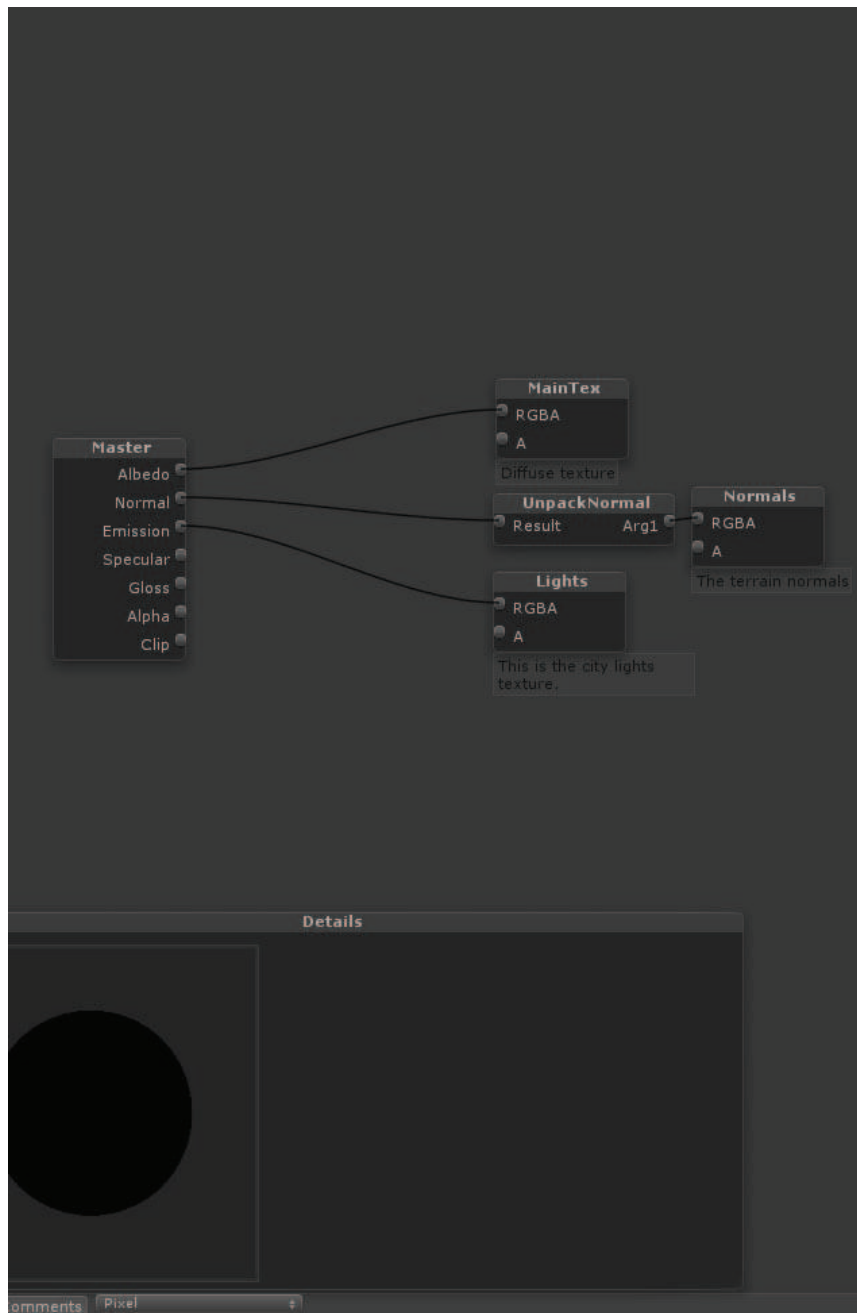 Master
Albedo
Normal
Emission
Specular
Gloss
Alpha
Clip
MainTex
RGBA
A
Diffuse texture
UnpackNormal
Result Arg1
Normals
RGBA
A
The terrain normals
Lights
RGBA
A
This is the city lights
texture.
Details
omments
Pixel